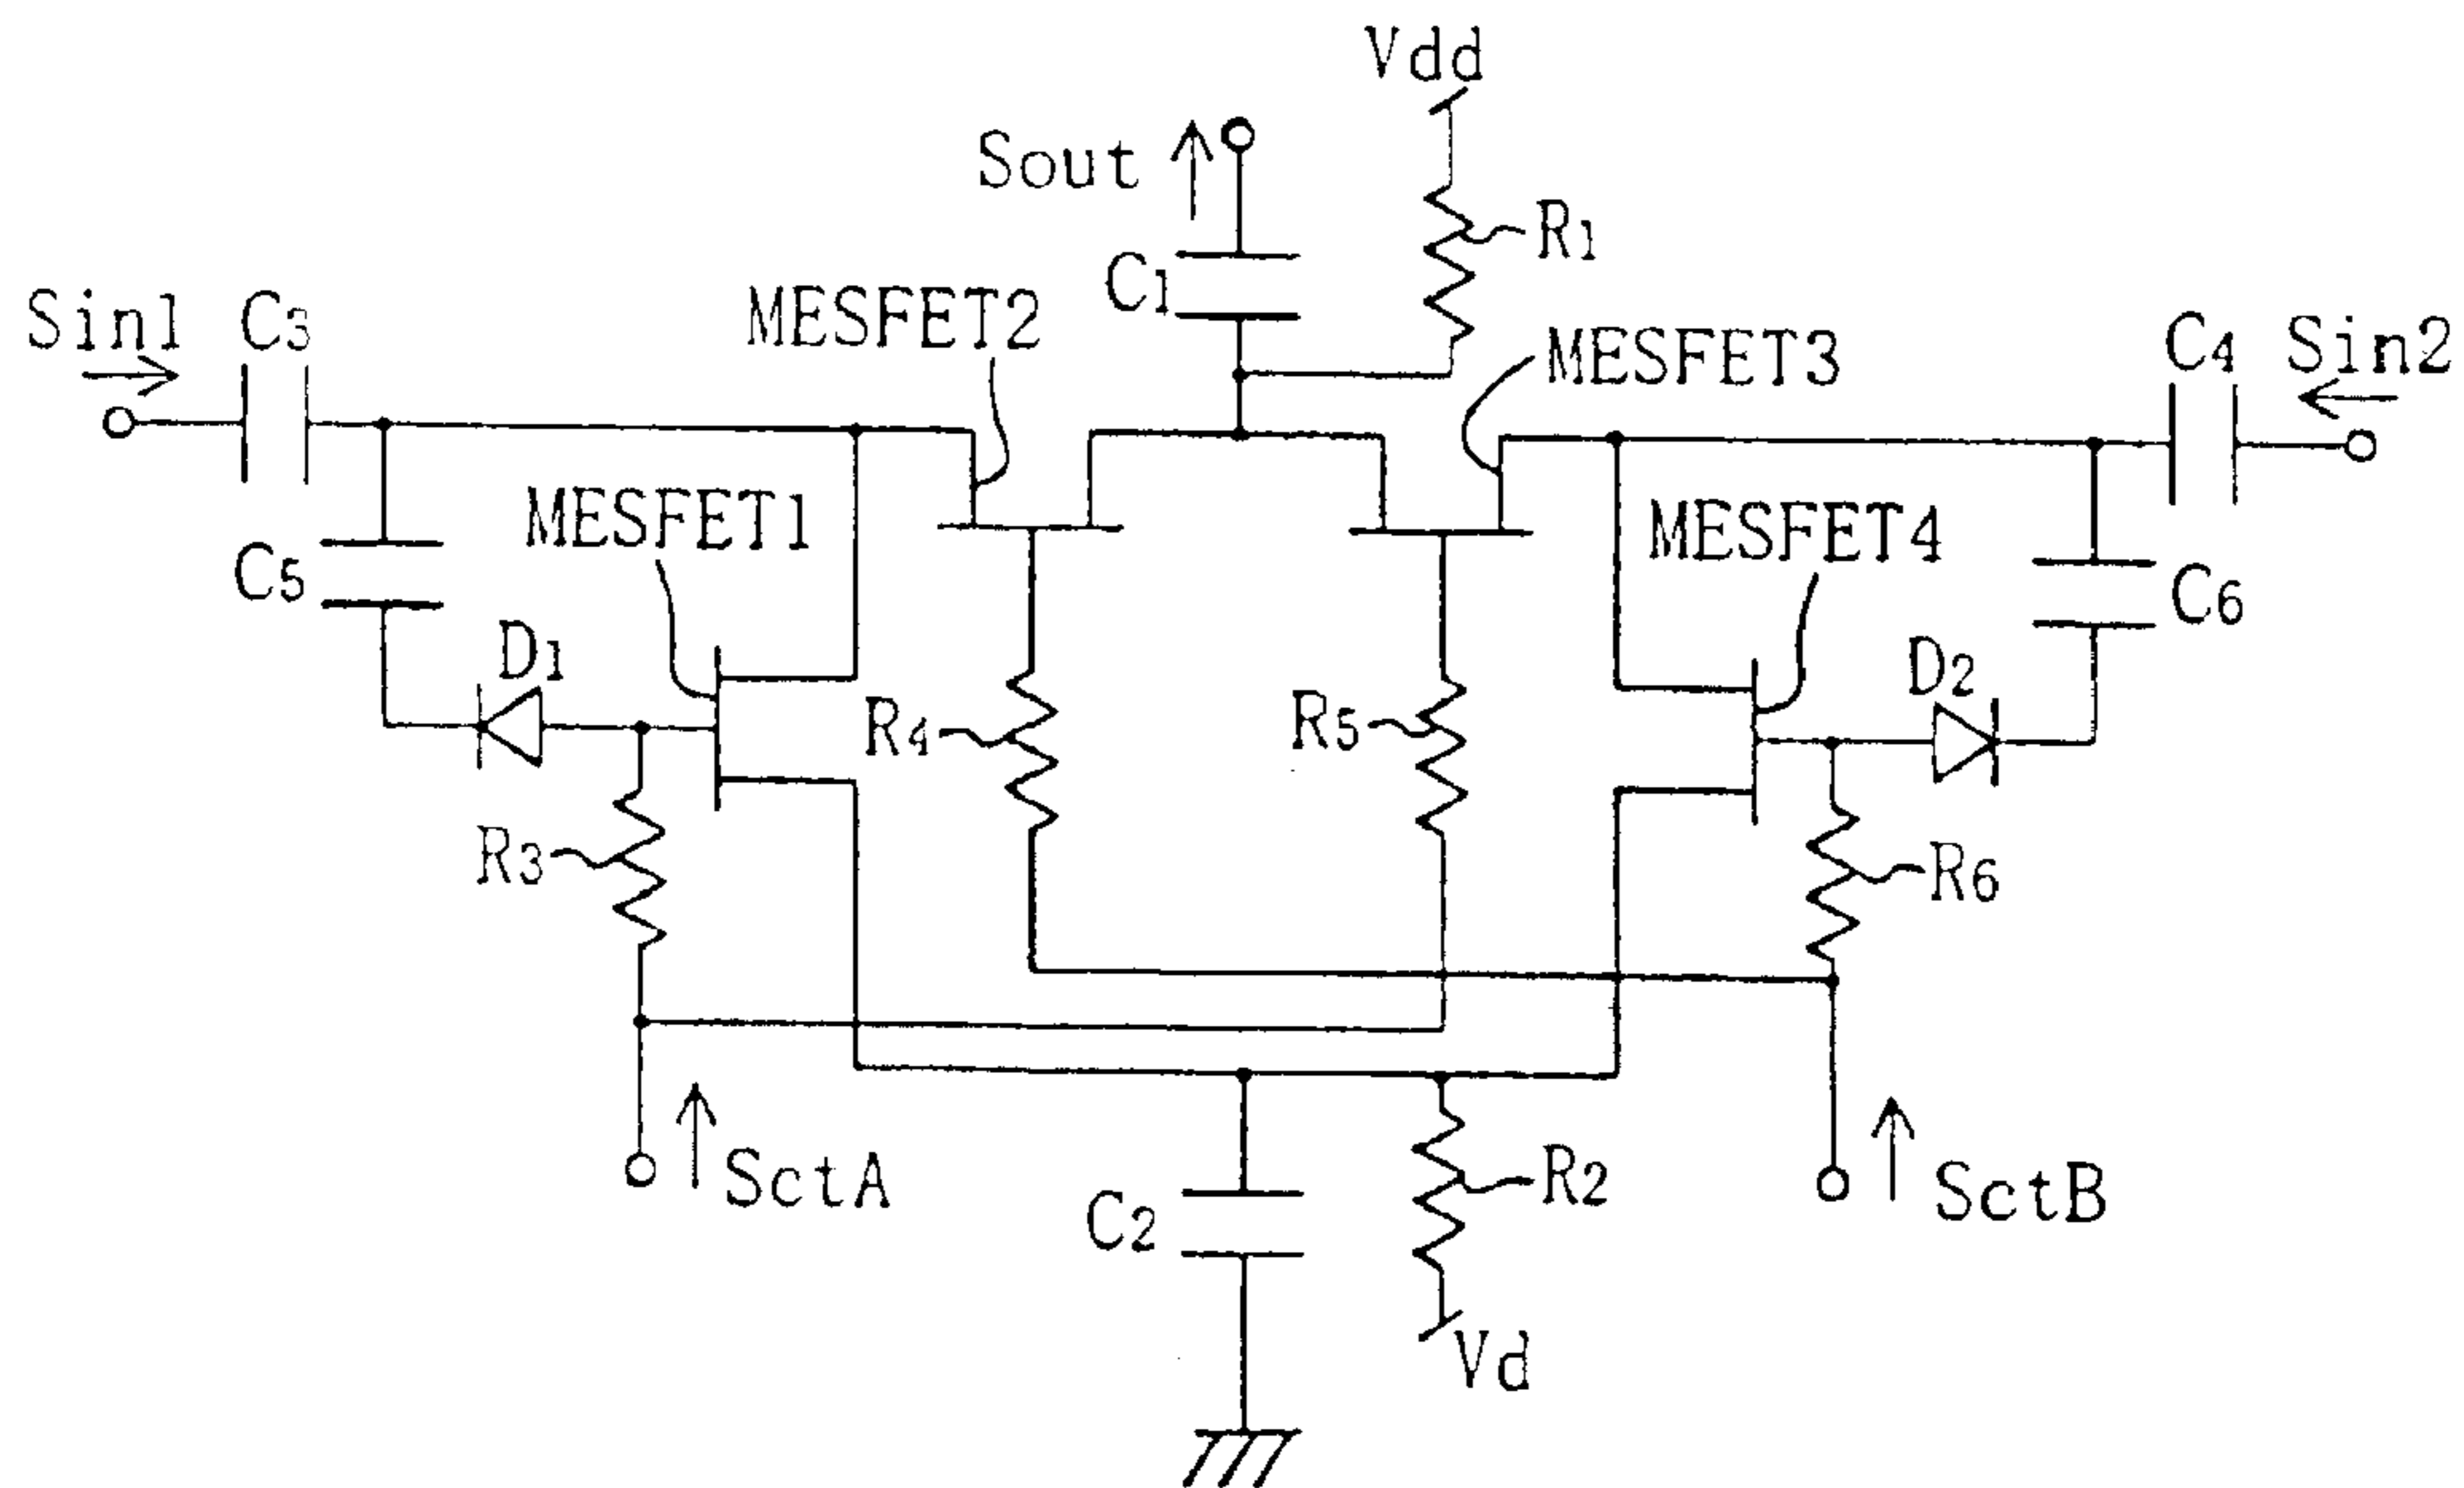 Vdd
Sout
R1
C1
MESFET2
Sin1
C3
MESFET3
C4
Sin2
MESFET1
MESFET4
C5
C6
D1
D2
R4
R5
R3
R6
SctA
C2
R2
SctB
Vd